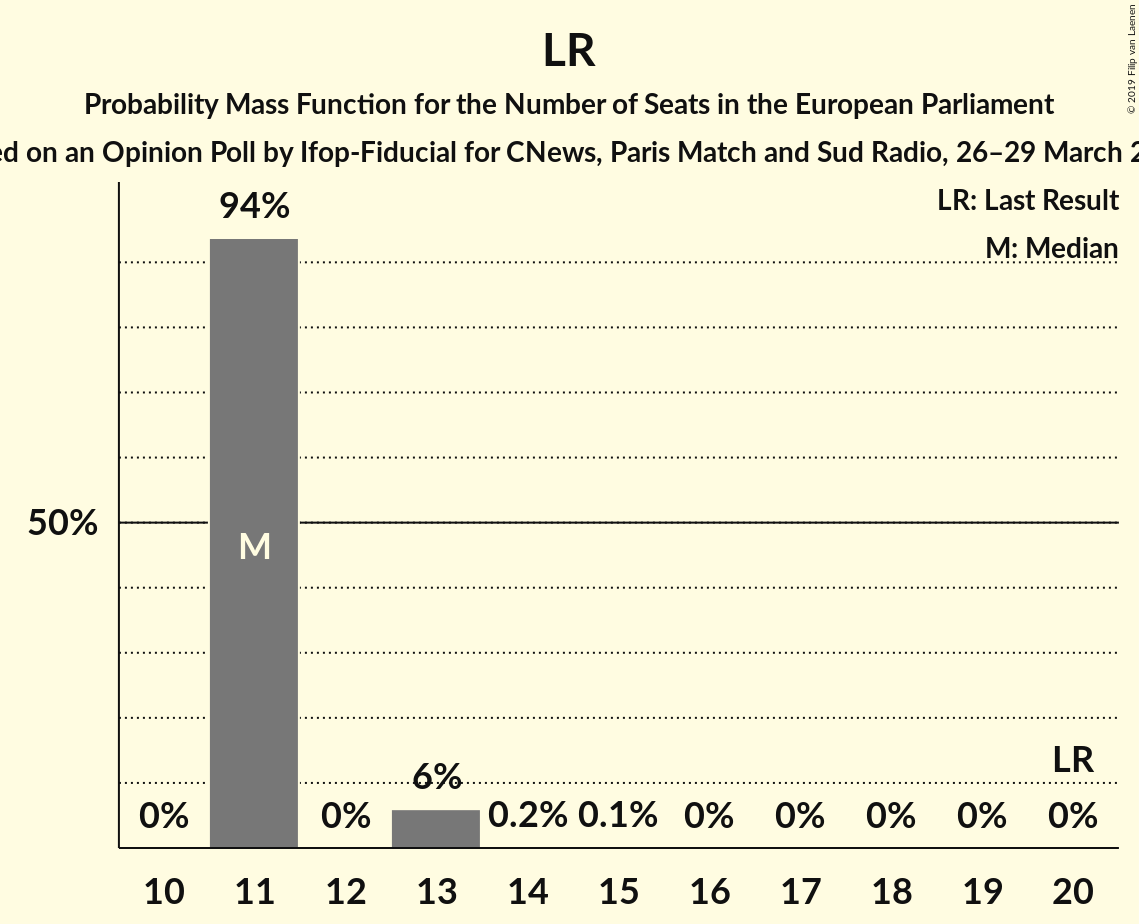 LR
Probability Mass Function for the Number of Seats in the European Parliament
on an Opinion Poll by Ifop-Fiducial for CNews, Paris Match and Sud Radio, 26–29 March
© 2019 Filip van Laenen
LR: Last Result
M: Median
94%
50%
M
6%
LR
0% 0% 0.2% 0.1% 0% 0% 0% 0% 0%
10 11 12 13 14 15 16 17 18 19 20